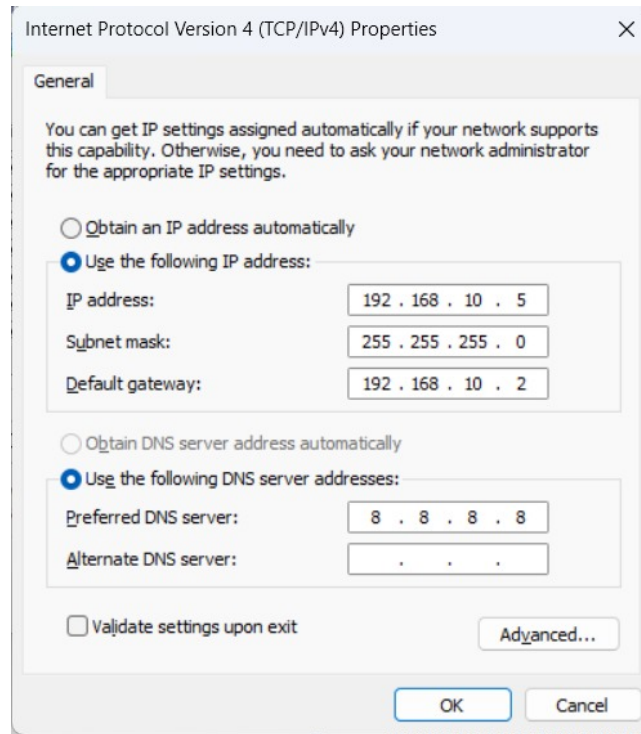 Internet Protocol Version 4 (TCP/IPv4) Properties
General
You can get IP settings assigned automatically if your network supports
this capability. Otherwise, you need to ask your network administrator
for the appropriate IP settings.
Obtain an IP address automatically
Use the following IP address:
IP address: 192 . 168 . 10 . 5
Subnet mask: 255 . 255 . 255 . 0
Default gateway: 192 . 168 . 10 . 2
Obtain DNS server address automatically
Use the following DNS server addresses:
Preferred DNS server: 8 . 8 . 8 . 8
Alternate DNS server: . . .
Validate settings upon exit
Advanced...
OK Cancel